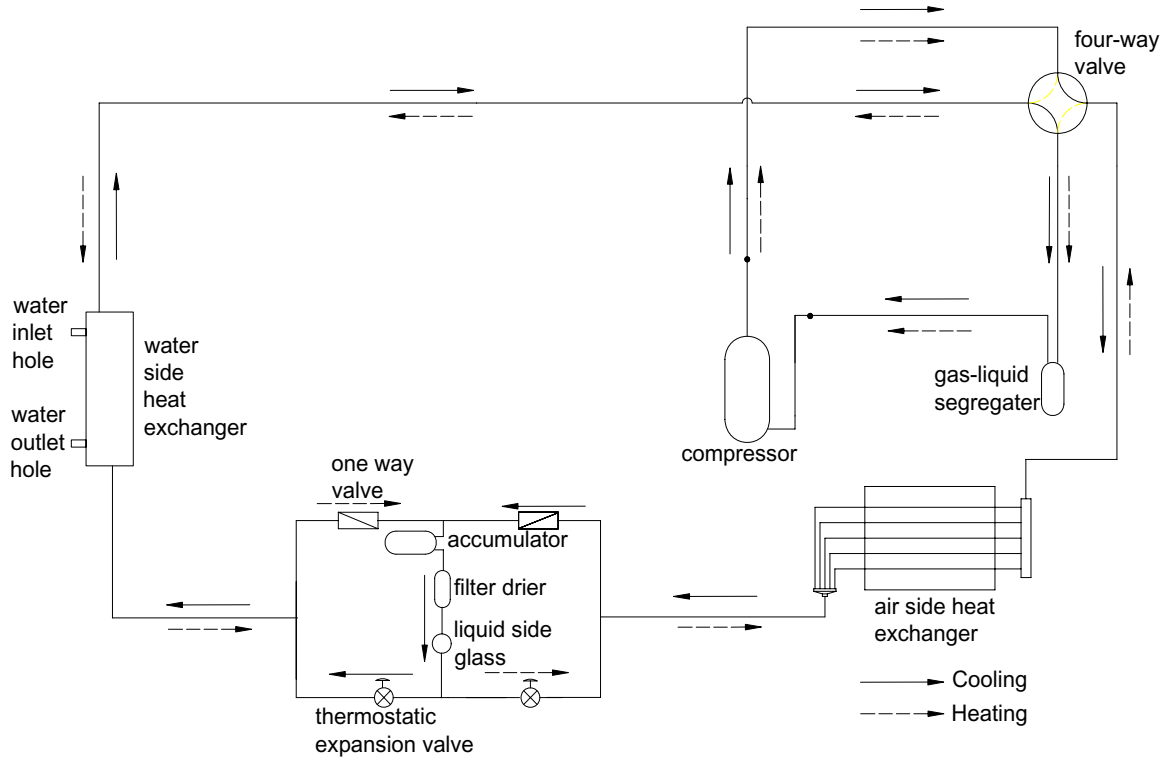 four-way
valve
water
inlet
hole
water
side
heat
exchanger
water
outlet
hole
gas-liquid
segregater
compressor
one way
valve
accumulator
filter drier
liquid side
glass
air side heat
exchanger
thermostatic
expansion valve
Cooling
Heating